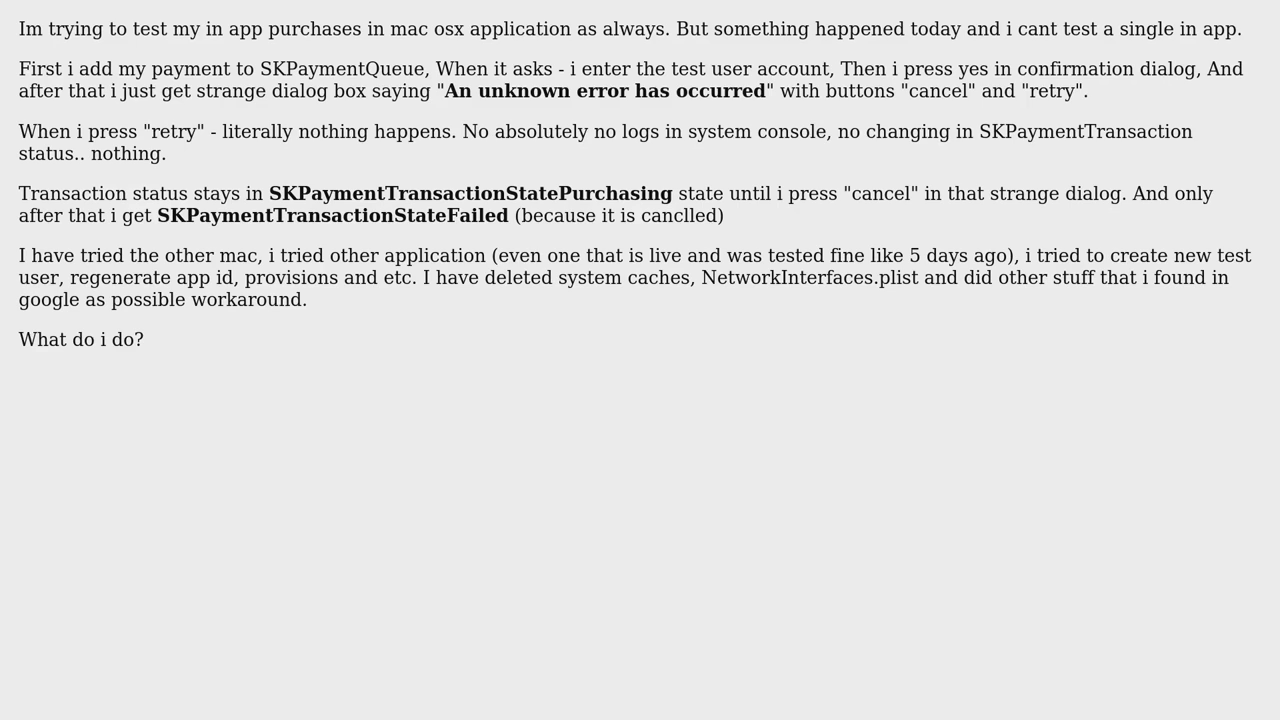 Im trying to test my in app purchases in mac osx application as always. But something happened today and i cant test a single in app.
First i add my payment to SKPaymentQueue, When it asks - i enter the test user account, Then i press yes in confirmation dialog, And
after that i just get strange dialog box saying "An unknown error has occurred" with buttons "cancel" and "retry".
When i press "retry" - literally nothing happens. No absolutely no logs in system console, no changing in SKPaymentTransaction
status.. nothing.
Transaction status stays in SKPaymentTransactionStatePurchasing state until i press "cancel" in that strange dialog. And only
after that i get SKPaymentTransactionStateFailed (because it is canclled)
I have tried the other mac, i tried other application (even one that is live and was tested fine like 5 days ago), i tried to create new test
user, regenerate app id, provisions and etc. I have deleted system caches, NetworkInterfaces.plist and did other stuff that i found in
google as possible workaround.
What do i do?